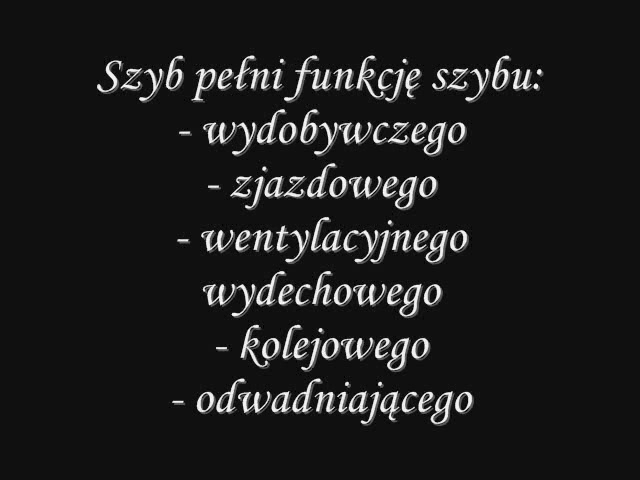 Szyb pełni funkcję szybu:
- wydobywczego
- zjazdowego
- wentylacyjnego
wydechowego
- kolejowego
- odwadniającego